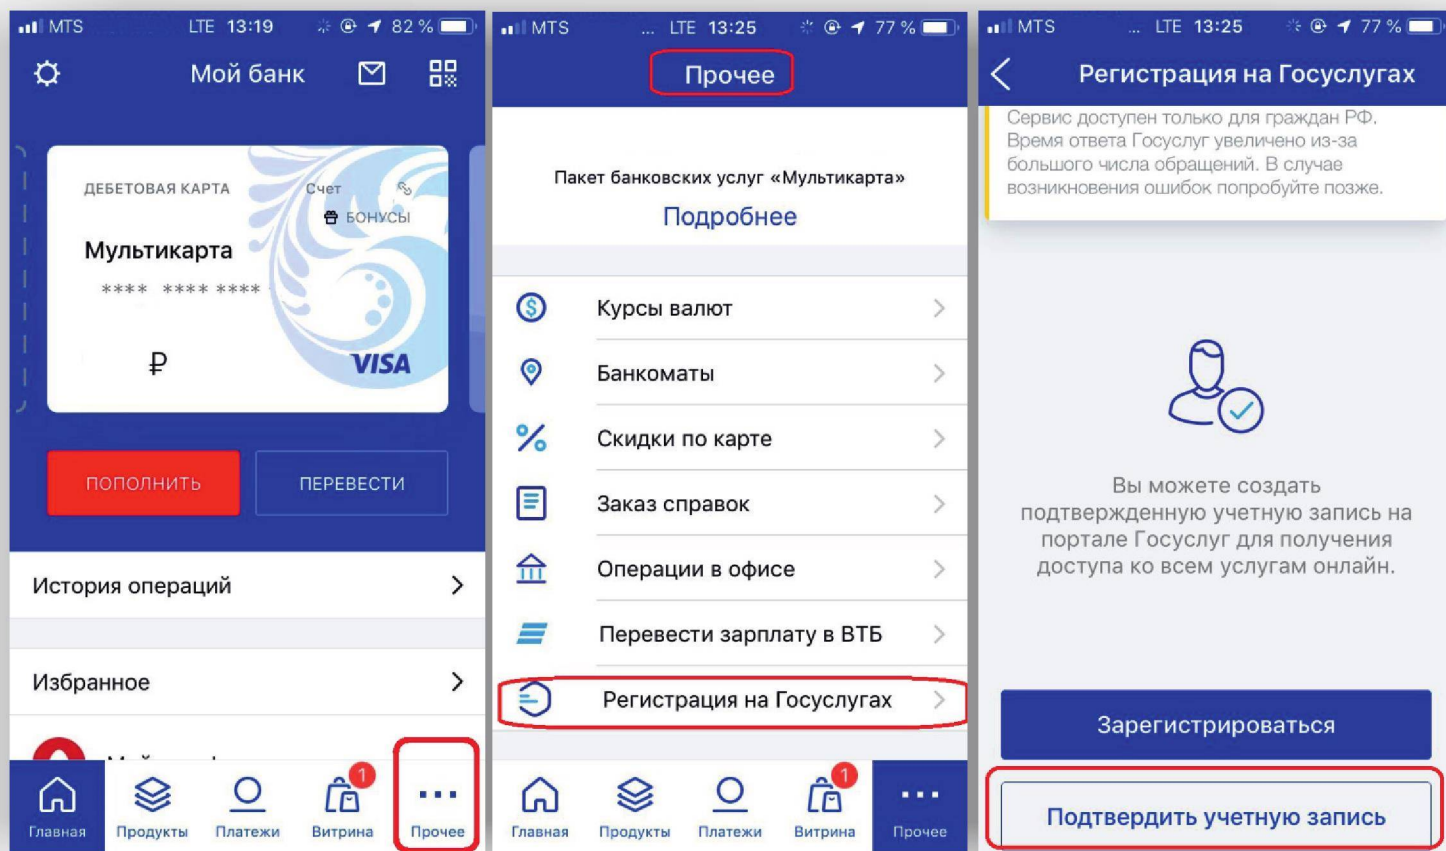 MTS LTE 13:19 82 %
Мой банк
ДЕБЕТОВАЯ КАРТА Счет
БОНУСЫ
Мультикарта
**** **** ****
₽ VISA
ПОПОЛНИТЬ ПЕРЕВЕСТИ
История операций
Избранное
Главная Продукты Платежи Витрина 1 Прочее
MTS ... LTE 13:25 77 %
Прочее
Пакет банковских услуг «Мультикарта»
Подробнее
Курсы валют
Банкоматы
Скидки по карте
Заказ справок
Операции в офисе
Перевести зарплату в ВТБ
Регистрация на Госуслугах
Главная Продукты Платежи Витрина 1 Прочее
MTS ... LTE 13:25 77 %
Регистрация на Госуслугах
Сервис доступен только для граждан РФ.
Время ответа Госуслуг увеличено из-за
большого числа обращений. В случае
возникновения ошибок попробуйте позже.
Вы можете создать
подтвержденную учетную запись на
портале Госуслуг для получения
доступа ко всем услугам онлайн.
Зарегистрироваться
Подтвердить учетную запись